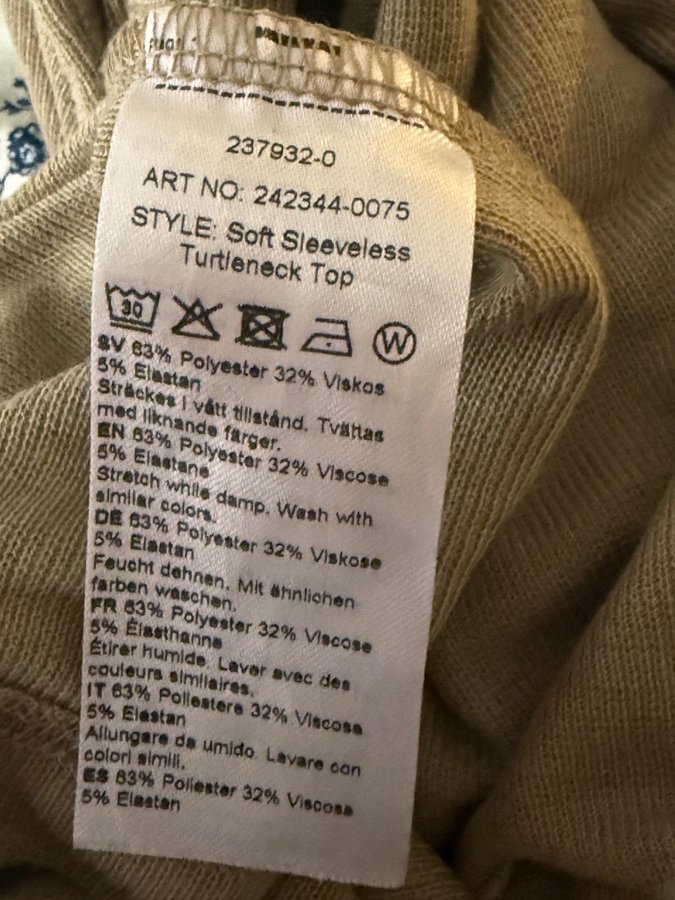 237932-0
ART NO: 242344-0075
STYLE: Soft Sleeveless
Turtleneck Top
30
W
SV 63% Polyester 32% Viskos
5% Elastan
Sträckes i vått tillstånd. Tvättas
med liknande färger.
EN 63% Polyester 32% Viscose
5% Elastane
Stretch while damp. Wash with
similar colors.
DE 63% Polyester 32% Viskose
5% Elastan
Feucht dehnen. Mit ähnlichen
farben waschen.
FR 63% Polyester 32% Viscose
5% Élasthanne
Étirer humide. Laver avec des
couleurs similaires.
IT 63% Poliestere 32% Viscosa
5% Elastan
Allungare da umido. Lavare con
colori simili.
ES 63% Poliester 32% Viscosa
5% Elastan